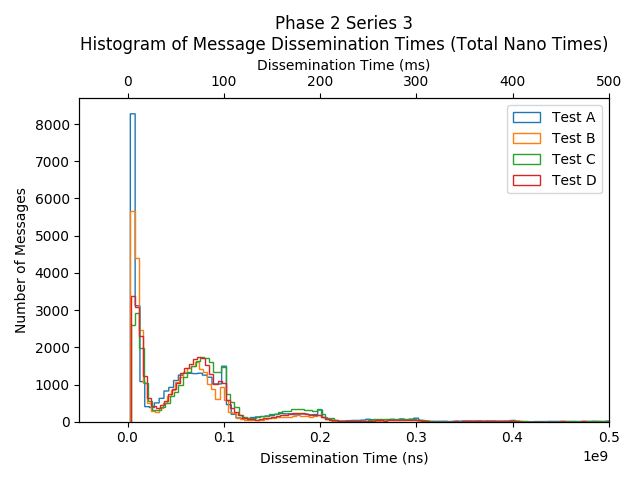 Phase 2 Series 3
Histogram of Message Dissemination Times (Total Nano Times)
Dissemination Time (ms)
0 100 200 300 400 500
Test A
Test B
Test C
Test D
8000
7000
6000
5000
4000
3000
2000
1000
0
Number of Messages
0.0 0.1 0.2 0.3 0.4 0.5
Dissemination Time (ns)
1e9